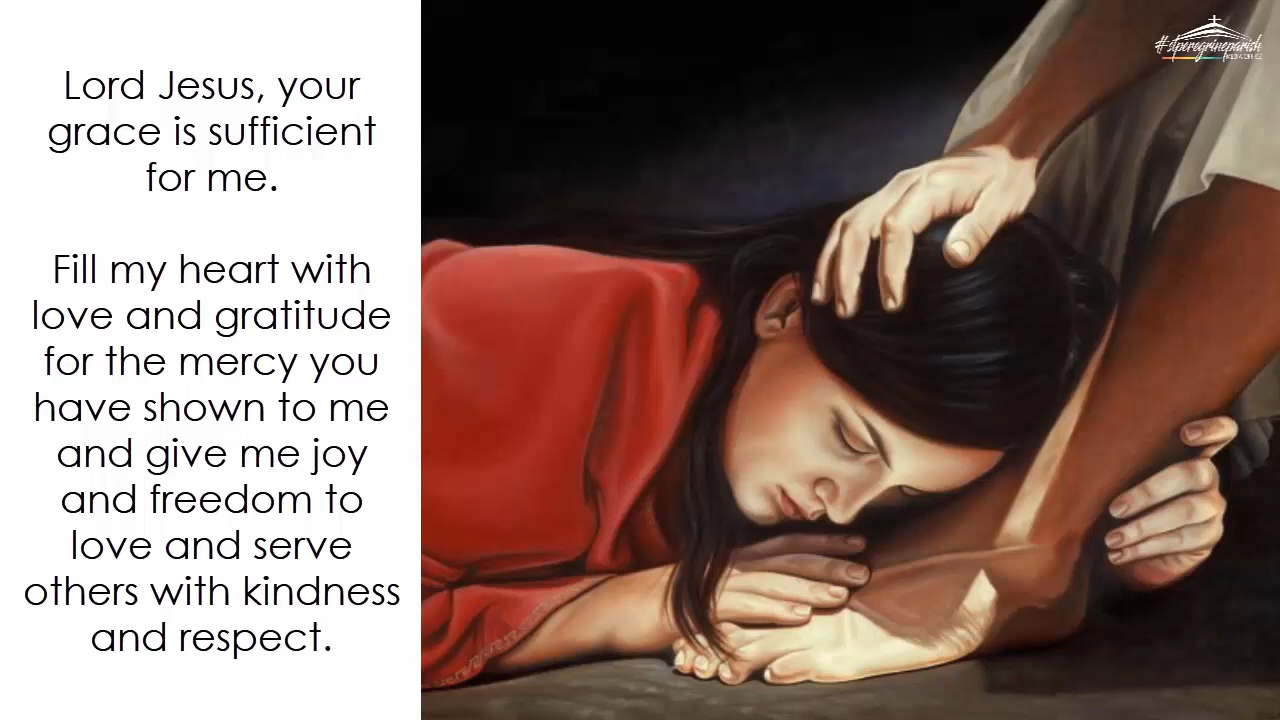 Lord Jesus, your
grace is sufficient
for me.
Fill my heart with
love and gratitude
for the mercy you
have shown to me
and give me joy
and freedom to
love and serve
others with kindness
and respect.
#stperegrineparish